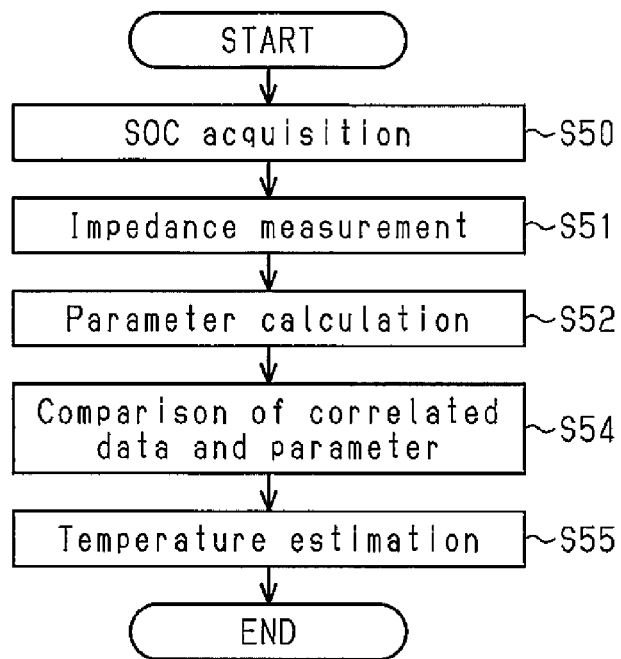 START
SOC acquisition
S50
Impedance measurement
S51
Parameter calculation
S52
Comparison of correlated
data and parameter
S54
Temperature estimation
S55
END